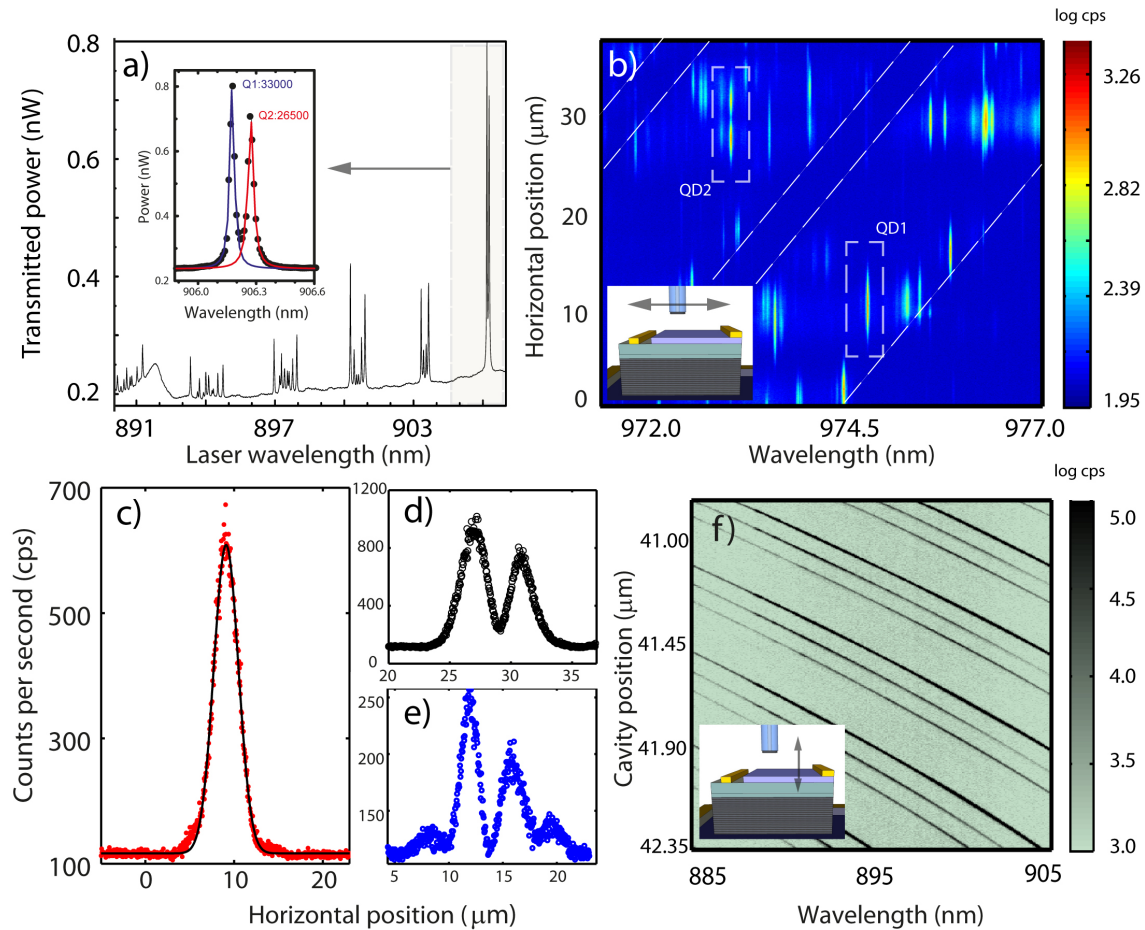 a)
Transmitted power (nW)
0.8
0.6
0.4
0.2
891
897
903
Laser wavelength (nm)
Q1:33000
Q2:26500
Power (nW)
0.8
0.6
0.4
0.2
906.0
906.3
906.6
Wavelength (nm)
b)
Horizontal position (μm)
30
20
10
0
QD2
QD1
972.0
974.5
977.0
Wavelength (nm)
log cps
3.26
2.82
2.39
1.95
c)
Counts per second (cps)
700
500
300
100
0
10
20
d)
1200
800
400
0
20
25
30
35
e)
250
200
150
5
10
15
20
Horizontal position (μm)
f)
Cavity position (μm)
41.00
41.45
41.90
42.35
885
895
905
Wavelength (nm)
log cps
5.0
4.5
4.0
3.5
3.0